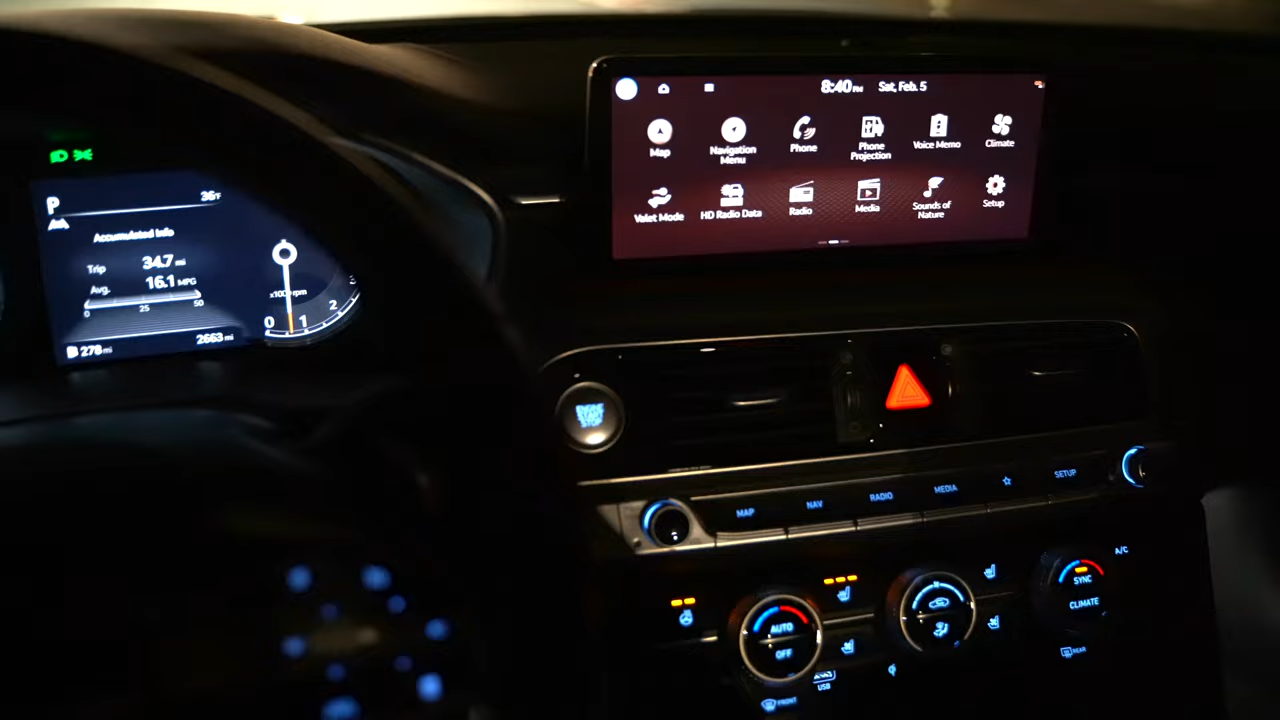 8:40 PM Sat, Feb. 5
Map
Navigation
Menu
Phone
Phone
Projection
Voice Memo
Climate
Valet Mode
HD Radio Data
Radio
Media
Sounds of
Nature
Setup
P
36°F
Accumulated Info
Trip 34.7 mi
Avg. 16.1 MPG
0 25 50
278 mi
2663 mi
0 1 2 3
ENGINE
START
STOP
MAP
NAV
RADIO
MEDIA
SETUP
AUTO
OFF
A/C
SYNC
CLIMATE
USB
FRONT
REAR